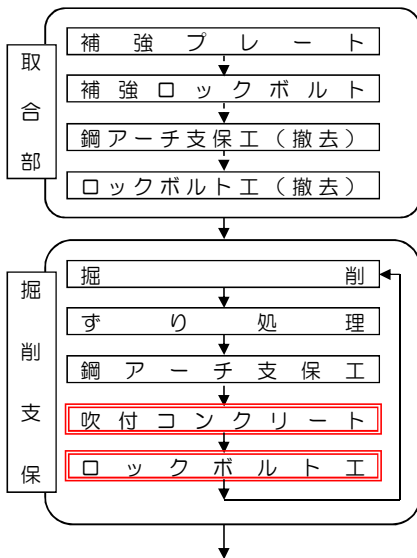 取合部
補強プレート
補強ロックボルト
鋼アーチ支保工(撤去)
ロックボルト工(撤去)
掘削支保
掘削
ずり処理
鋼アーチ支保工
吹付コンクリート
ロックボルト工